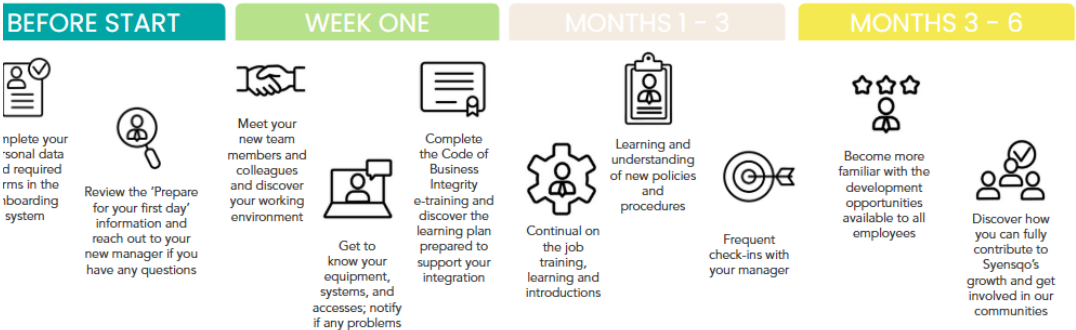 BEFORE START
WEEK ONE
MONTHS 1 – 3
MONTHS 3 - 6
mplete your
rsonal data
d required
rms in the
nboarding
system
Review the ‘Prepare
for your first day’
information and
reach out to your
new manager if you
have any questions
Meet your
new team
members and
colleagues
and discover
your working
environment
Get to
know your
equipment,
systems, and
accesses; notify
if any problems
Complete
the Code of
Business
Integrity
e-training and
discover the
learning plan
prepared to
support your
integration
Continual on
the job
training,
learning and
introductions
Learning and
understanding
of new policies
and
procedures
Frequent
check-ins with
your manager
Become more
familiar with the
development
opportunities
available to all
employees
Discover how
you can fully
contribute to
Syensqo’s
growth and get
involved in our
communities